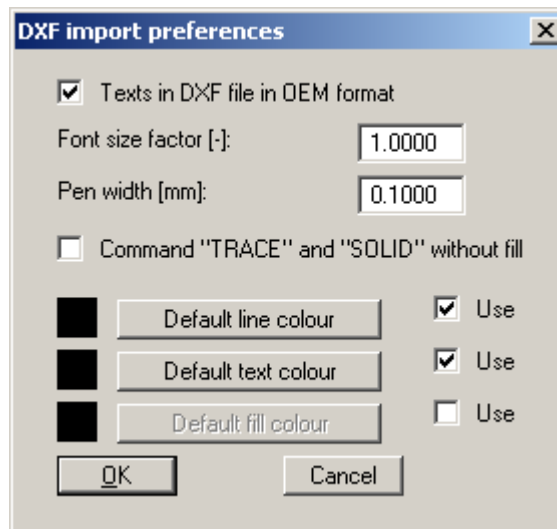 DXF import preferences
Texts in DXF file in OEM format
Font size factor [-]: 1.0000
Pen width [mm]: 0.1000
Command "TRACE" and "SOLID" without fill
Default line colour Use
Default text colour Use
Default fill colour Use
OK Cancel